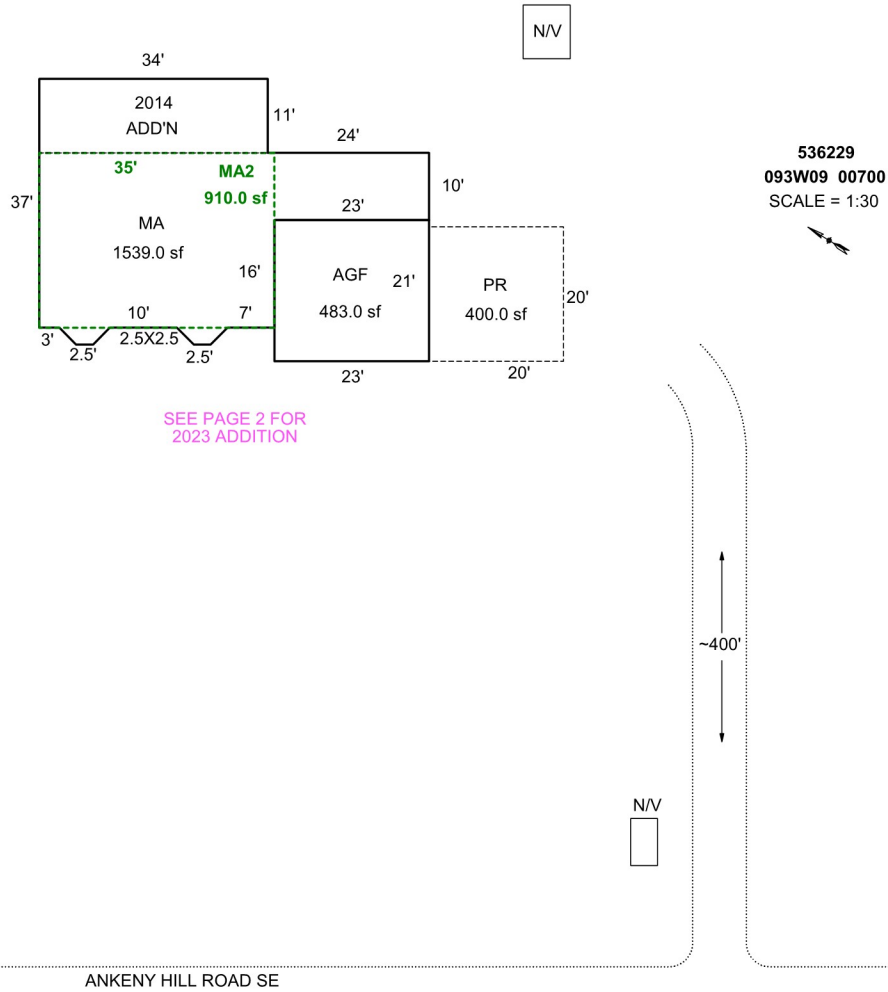 N/V
34'
2014
ADD'N
11'
24'
35'
MA2
910.0 sf
10'
37'
23'
MA
1539.0 sf
16'
AGF
483.0 sf
21'
PR
400.0 sf
20'
10'
7'
3'
2.5'
2.5X2.5
2.5'
23'
20'
536229
093W09 00700
SCALE = 1:30
SEE PAGE 2 FOR
2023 ADDITION
~400'
N/V
ANKENY HILL ROAD SE